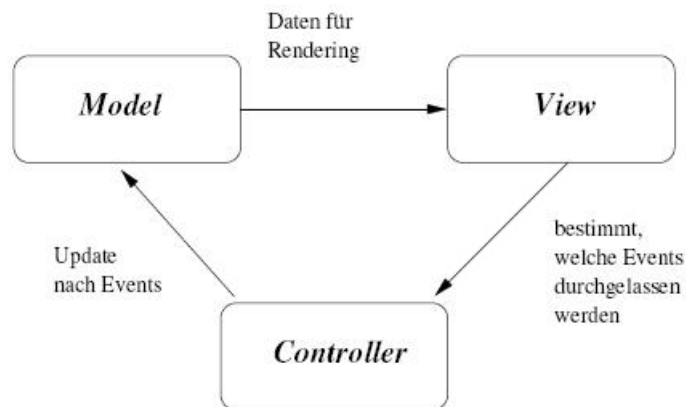 Daten für
Rendering
Model
View
Update
nach Events
bestimmt,
welche Events
durchgelassen
werden
Controller